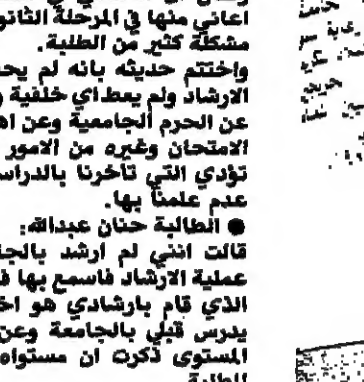 اعاني منها في المرحلة الثانو
مشكلة كثير من الطلبة.
واختتم حديثه بانه لم يح
الارشاد ولم يعط اي خلفية و
عن الحرم الجامعية وعن اه
الامتحان وغيره من الامور
تؤدي التي تأخرنا بالدراس
عدم علمنا بها.
● الطالبة حنان عبدالله:
قالت انني لم ارشد بالجا
عملية الارشاد فاسمع بها ف
الذي قام بارشادي هو اخ
يدرس قبلي بالجامعة وعن
المستوى ذكرت ان مستواه
للطلبة